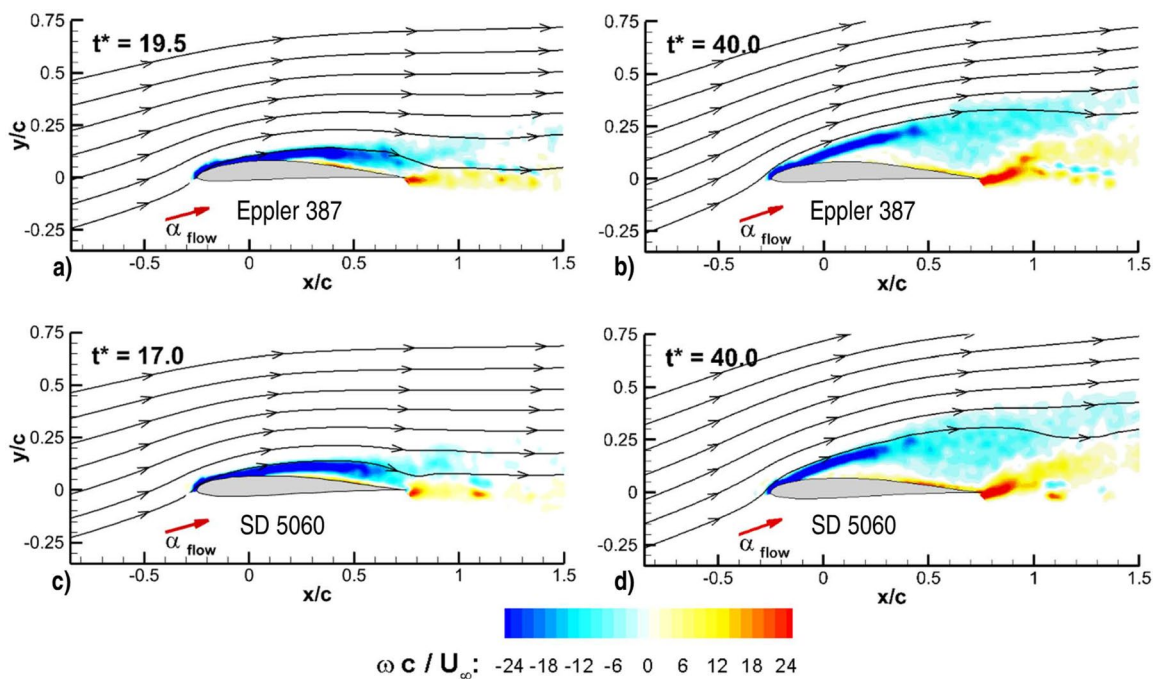 0.75
t* = 19.5
0.5
y/c
0.25
0
-0.25
Eppler 387
α flow
a)
-0.5 0 0.5 1 1.5
x/c
0.75
t* = 40.0
0.5
0.25
0
-0.25
Eppler 387
α flow
b)
-0.5 0 0.5 1 1.5
x/c
0.75
t* = 17.0
0.5
y/c
0.25
0
-0.25
SD 5060
α flow
c)
-0.5 0 0.5 1 1.5
x/c
0.75
t* = 40.0
0.5
0.25
0
-0.25
SD 5060
α flow
d)
-0.5 0 0.5 1 1.5
x/c
ω c / U∞: -24 -18 -12 -6 0 6 12 18 24